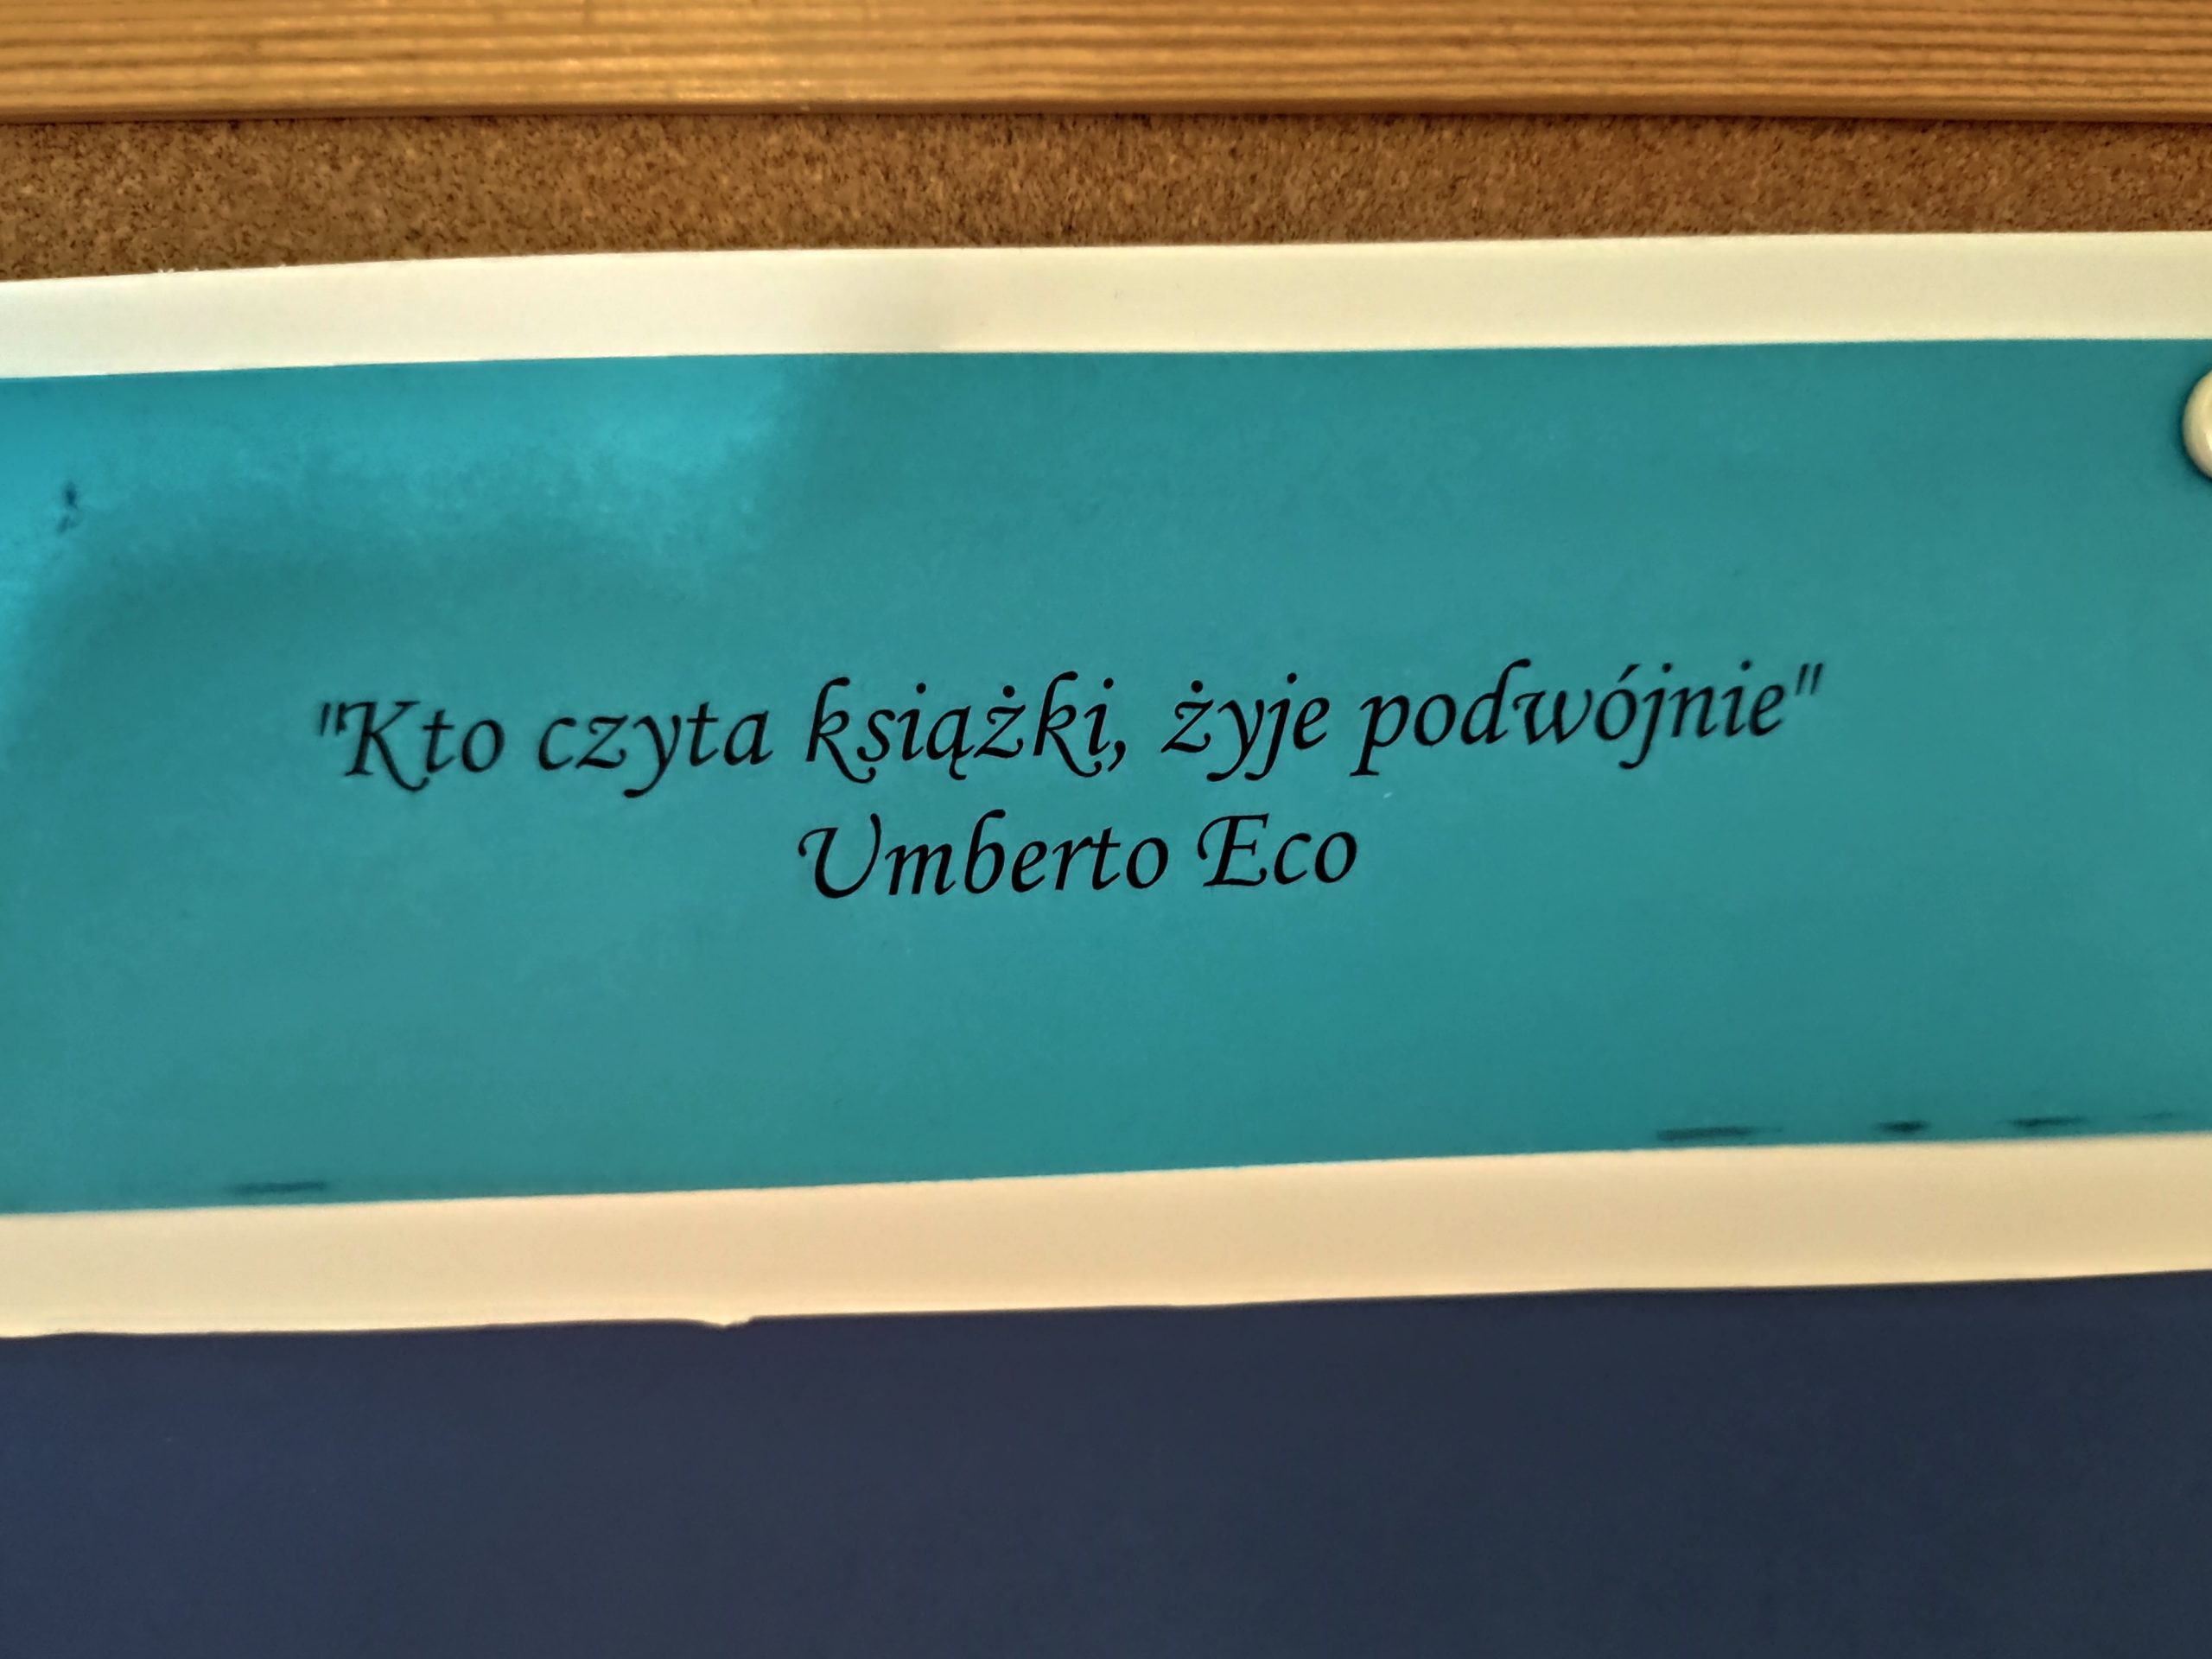 "Kto czyta książki, żyje podwójnie"
Umberto Eco